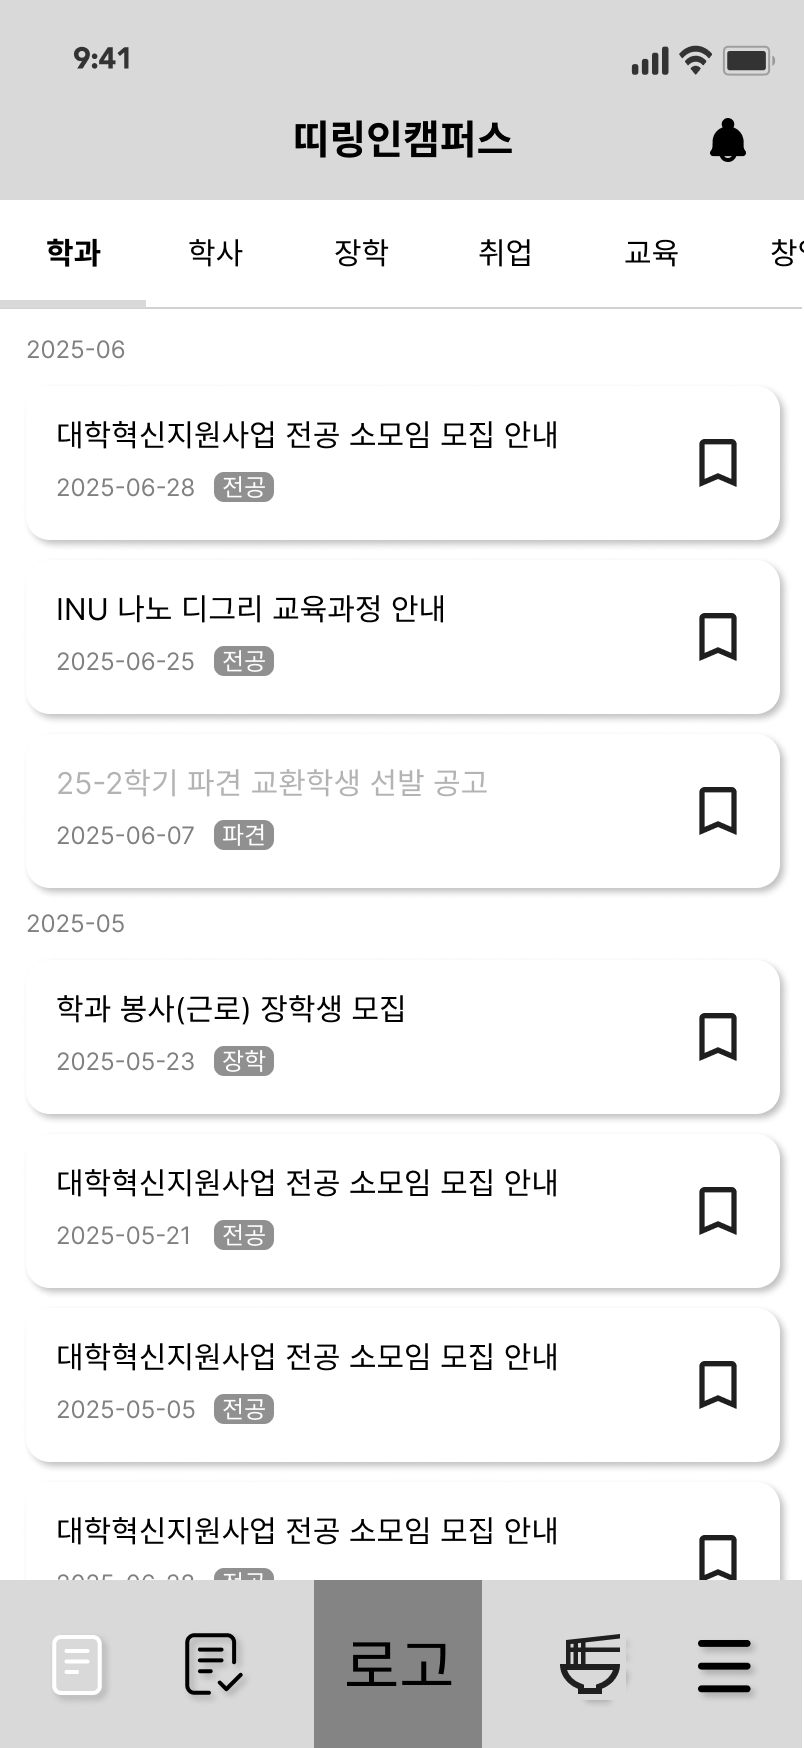 9:41
띠링인캠퍼스
학과 학사 장학 취업 교육
2025-06
대학혁신지원사업 전공 소모임 모집 안내
2025-06-28 전공
INU 나노 디그리 교육과정 안내
2025-06-25 전공
25-2학기 파견 교환학생 선발 공고
2025-06-07 파견
2025-05
학과 봉사(근로) 장학생 모집
2025-05-23 장학
대학혁신지원사업 전공 소모임 모집 안내
2025-05-21 전공
대학혁신지원사업 전공 소모임 모집 안내
2025-05-05 전공
대학혁신지원사업 전공 소모임 모집 안내
2025-06-28 전공
로고